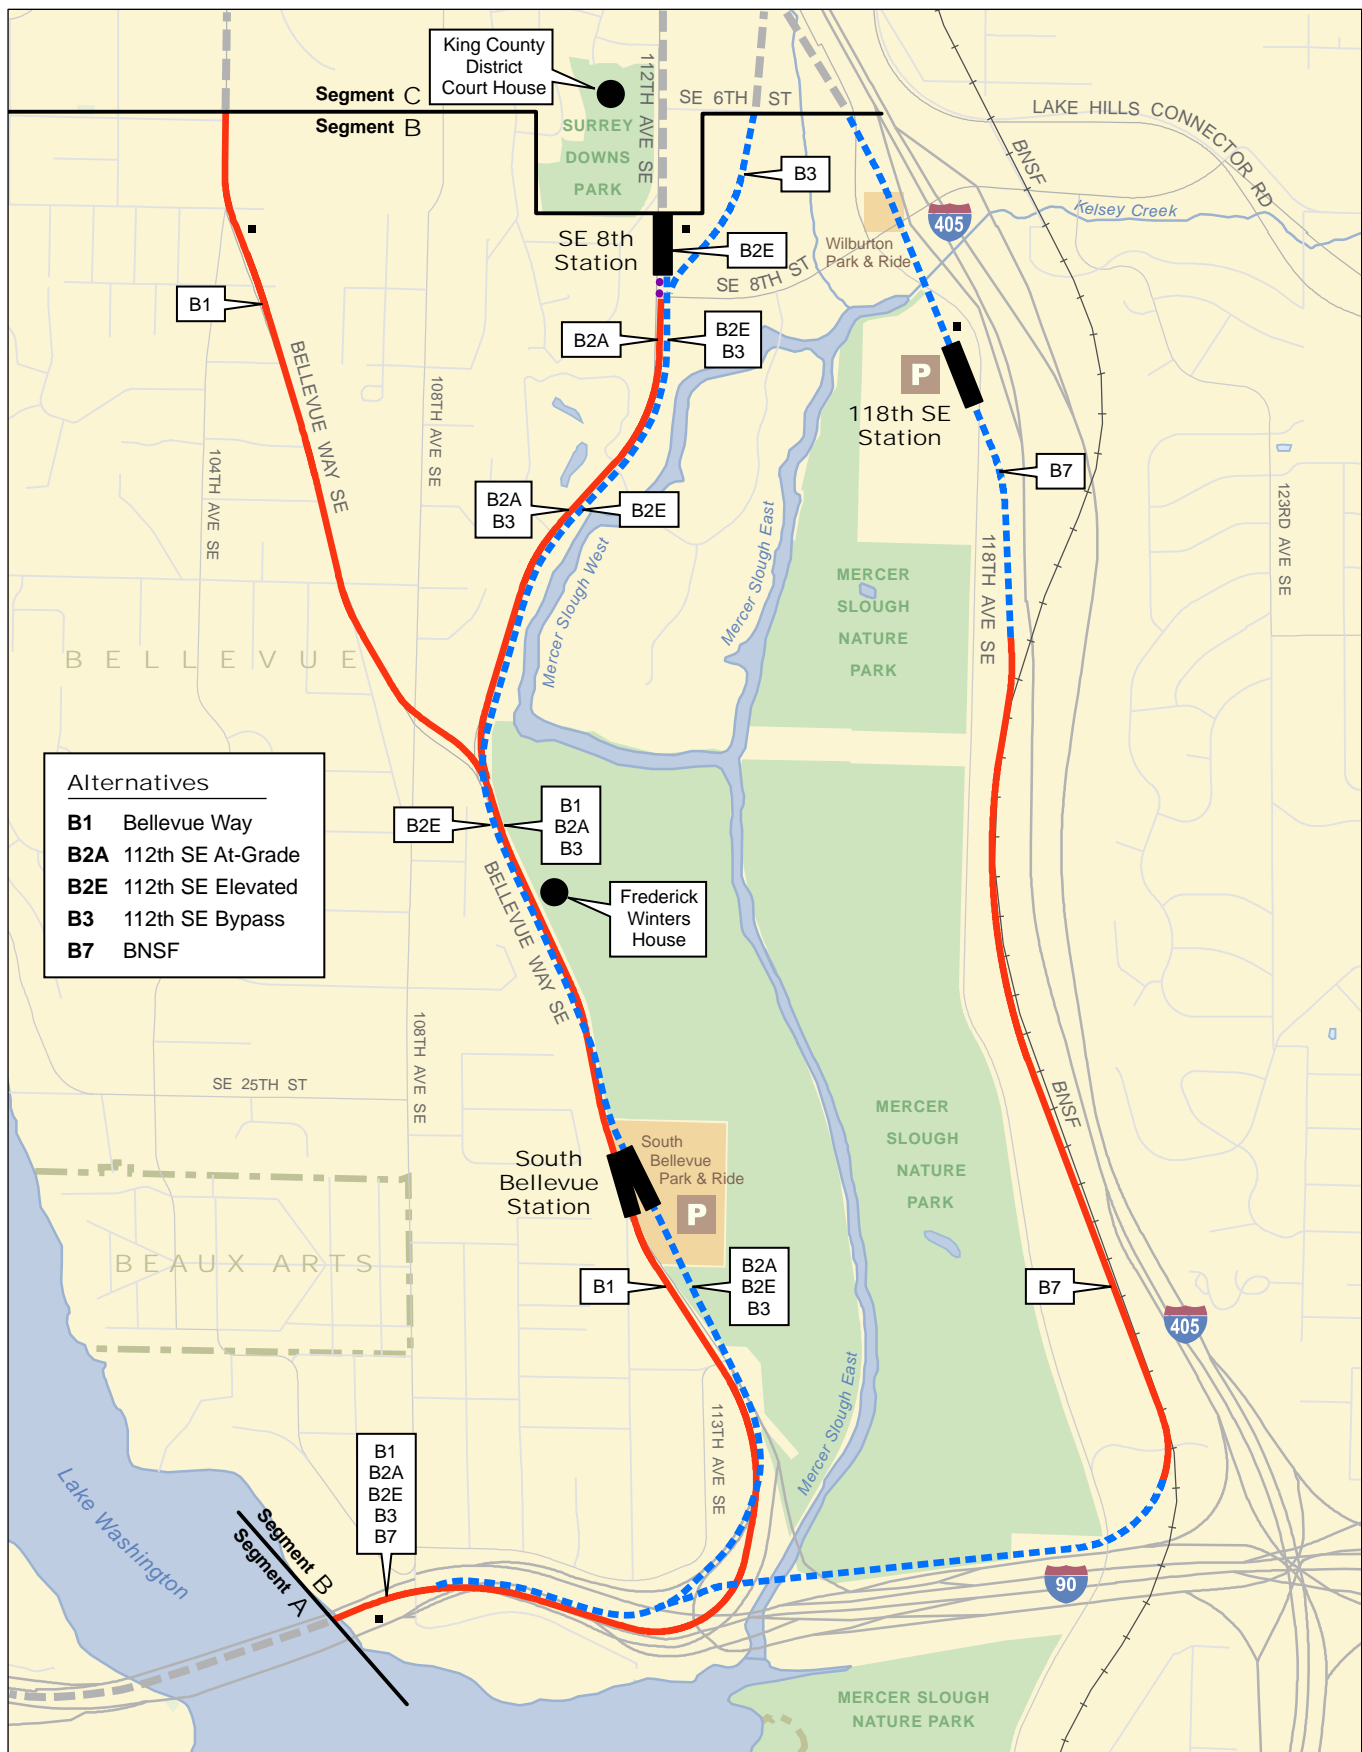 King County
District
Court House
Segment C
Segment B
112TH AVE SE
SE 6TH ST
LAKE HILLS CONNECTOR RD
BNSF
SURREY
DOWNS
PARK
B3
Kelsey Creek
405
SE 8th
Station
B2E
Wilburton
Park & Ride
SE 8TH ST
B1
B2A
B2E
B3
BELLEVUE WAY SE
108TH AVE SE
P
118th SE
Station
104TH AVE SE
B7
B2A
B3
B2E
123RD AVE SE
118TH AVE SE
Mercer Slough West
Mercer Slough East
MERCER
SLOUGH
NATURE
PARK
BELLEVUE
Alternatives
B1 Bellevue Way
B2A 112th SE At-Grade
B2E 112th SE Elevated
B3 112th SE Bypass
B7 BNSF
B2E
B1
B2A
B3
BELLEVUE WAY SE
Frederick
Winters
House
108TH AVE SE
SE 25TH ST
BNSF
MERCER
SLOUGH
NATURE
PARK
South
Bellevue
Station
South
Bellevue
Park & Ride
P
BEAUX ARTS
B1
B2A
B2E
B3
B7
405
113TH AVE SE
Mercer Slough East
B1
B2A
B2E
B3
B7
Lake Washington
Segment B
Segment A
90
MERCER SLOUGH
NATURE PARK